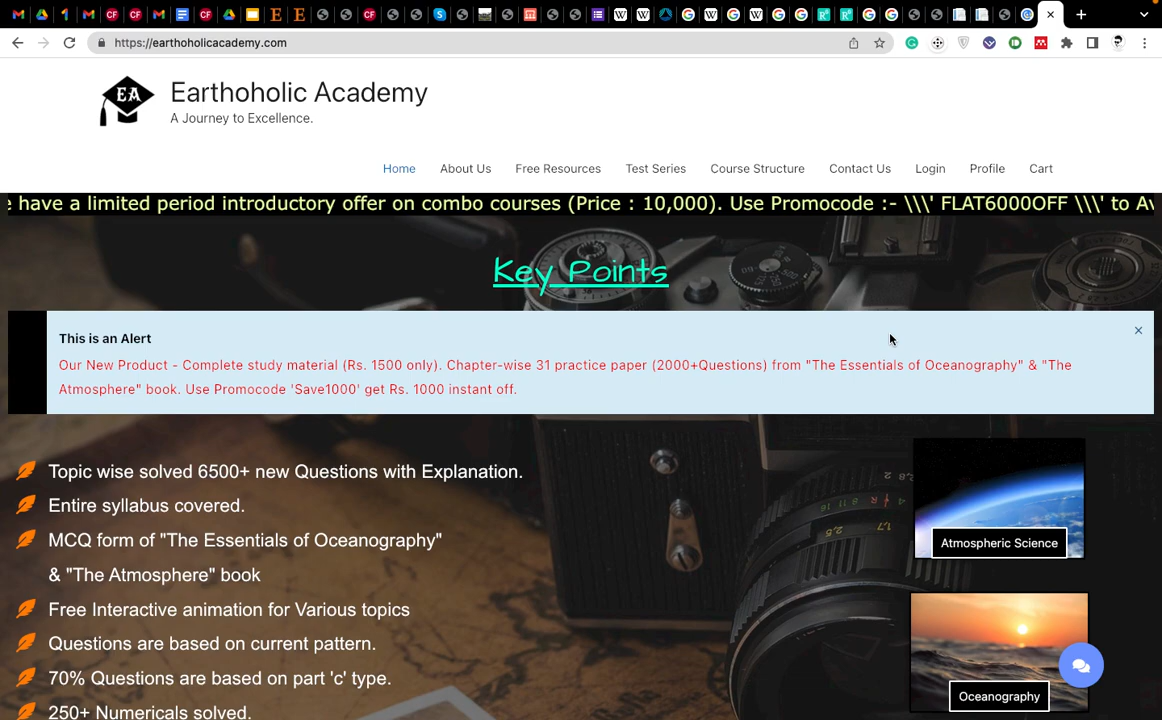 https://earthoholicacademy.com
EA
Earthoholic Academy
A Journey to Excellence.
Home About Us Free Resources Test Series Course Structure Contact Us Login Profile Cart
have a limited period introductory offer on combo courses (Price : 10,000). Use Promocode :- \\\' FLAT6000OFF \\\' to
Key Points
This is an Alert
Our New Product - Complete study material (Rs. 1500 only). Chapter-wise 31 practice paper (2000+Questions) from "The Essentials of Oceanography" & "The
Atmosphere" book. Use Promocode 'Save1000' get Rs. 1000 instant off.
Topic wise solved 6500+ new Questions with Explanation.
Entire syllabus covered.
MCQ form of "The Essentials of Oceanography"
& "The Atmosphere" book
Free Interactive animation for Various topics
Questions are based on current pattern.
70% Questions are based on part 'c' type.
250+ Numericals solved.
Atmospheric Science
Oceanography